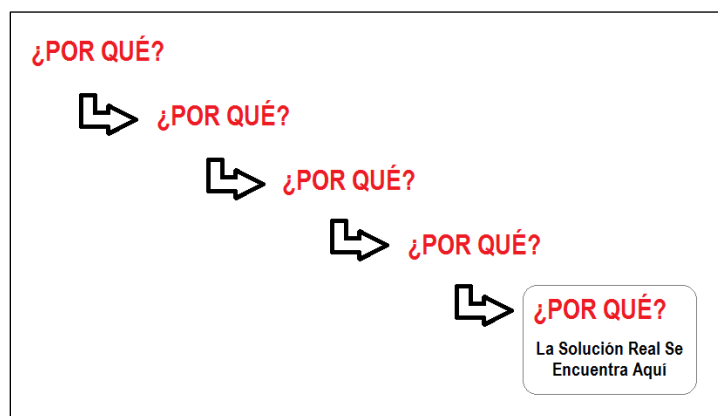 ¿POR QUÉ?
¿POR QUÉ?
¿POR QUÉ?
¿POR QUÉ?
¿POR QUÉ?
La Solución Real Se
Encuentra Aquí